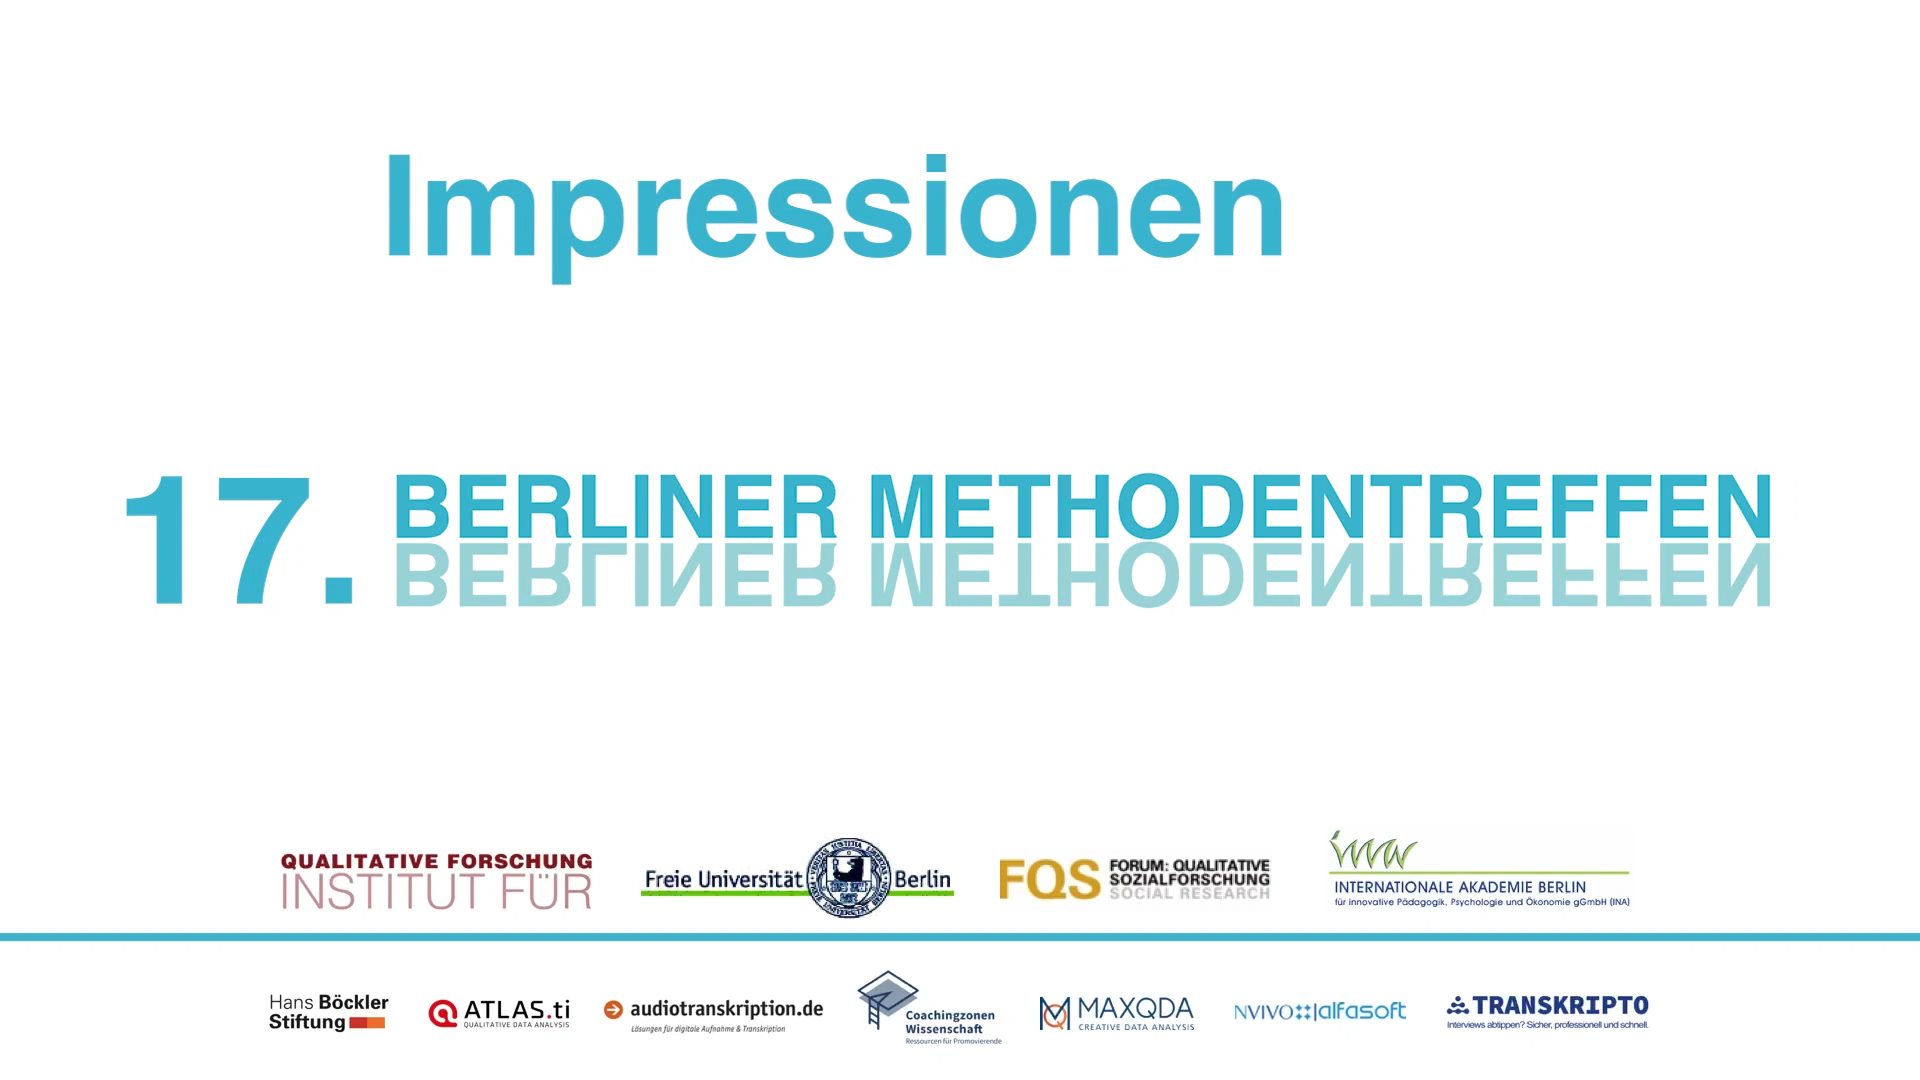 Impressionen
17. BERLINER METHODENTREFFEN
BERLINER METHODENTREFFEN
QUALITATIVE FORSCHUNG
INSTITUT FÜR
Freie Universität Berlin
FQS FORUM: QUALITATIVE
SOZIALFORSCHUNG
SOCIAL RESEARCH
INTERNATIONALE AKADEMIE BERLIN
für innovative Pädagogik, Psychologie und Ökonomie gGmbH (INA)
Hans Böckler
Stiftung
ATLAS.ti
QUALITATIVE DATA ANALYSIS
audiotranskription.de
Lösungen für digitale Aufnahme & Transkription
Coachingzonen
Wissenschaft
Ressourcen für Promovierende
MAXQDA
CREATIVE DATA ANALYSIS
NVIVO alfasoft
TRANSKRIPTO
Interviews abtippen? Sicher, professionell und schnell.